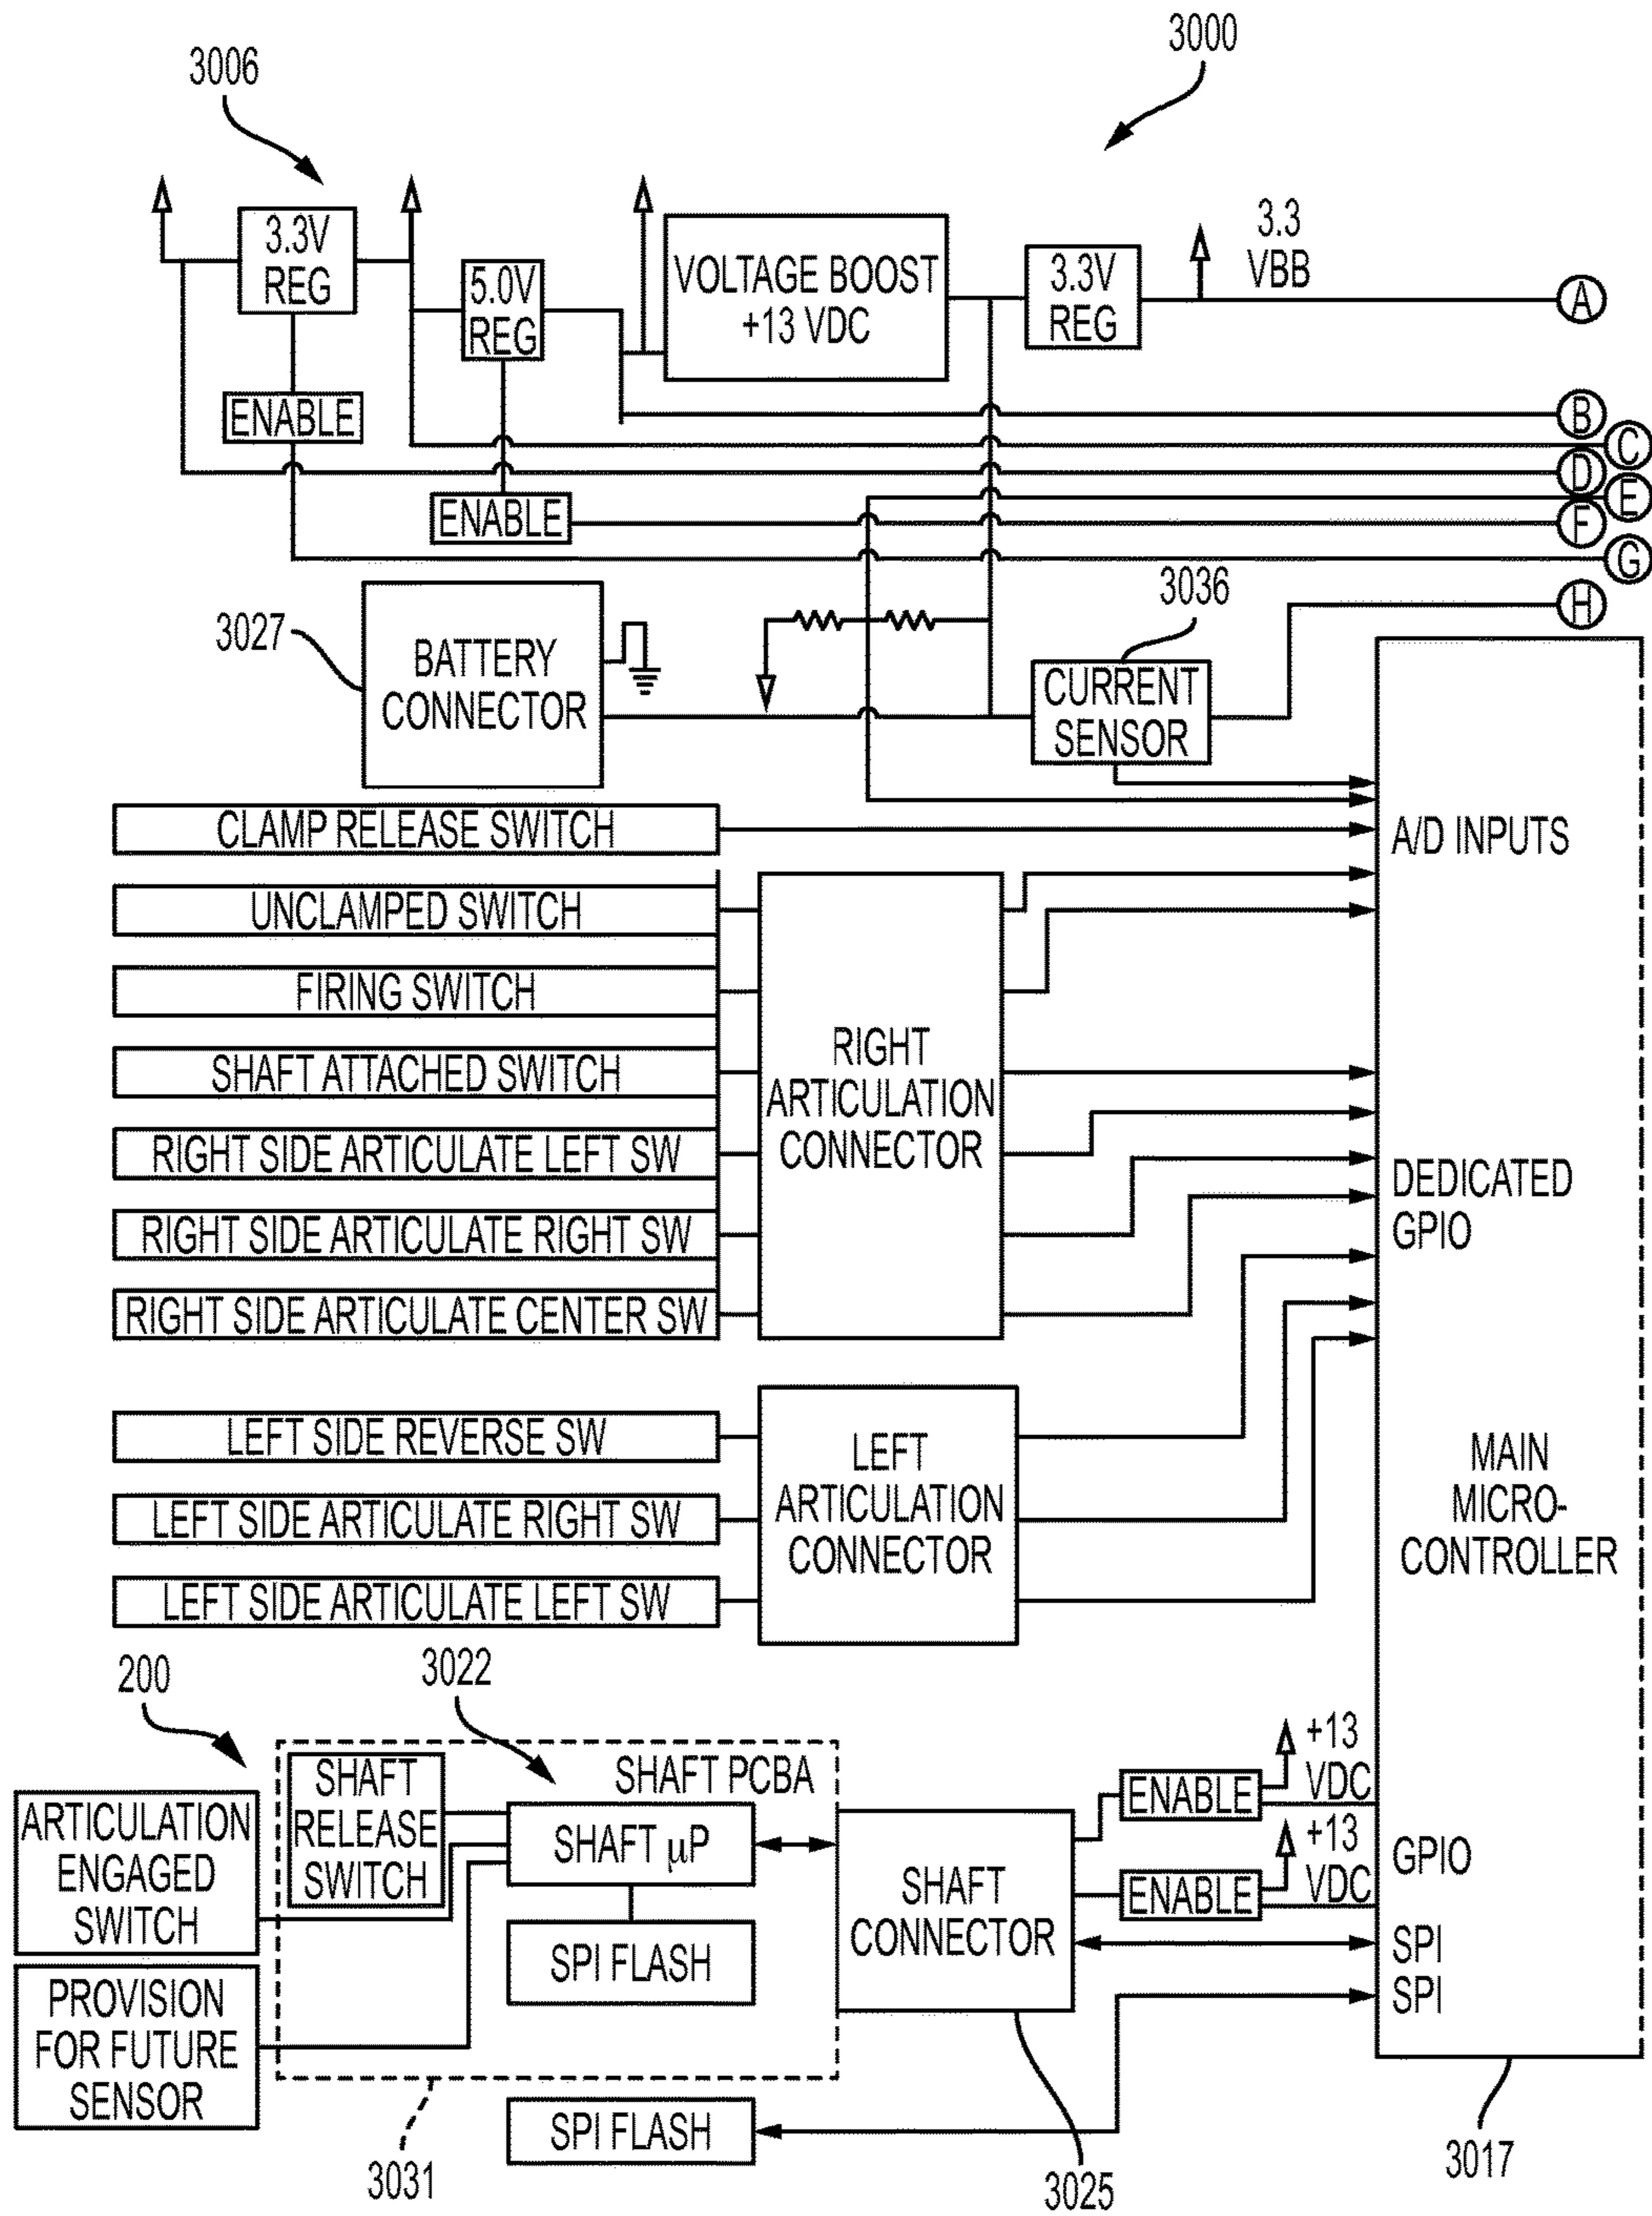 3006
3000
3.3V
REG
5.0V
REG
VOLTAGE BOOST
+13 VDC
3.3V
REG
3.3
VBB
A
ENABLE
B
C
D
E
ENABLE
F
G
3036
H
3027
BATTERY
CONNECTOR
CURRENT
SENSOR
CLAMP RELEASE SWITCH
A/D INPUTS
UNCLAMPED SWITCH
FIRING SWITCH
SHAFT ATTACHED SWITCH
RIGHT
ARTICULATION
CONNECTOR
RIGHT SIDE ARTICULATE LEFT SW
RIGHT SIDE ARTICULATE RIGHT SW
RIGHT SIDE ARTICULATE CENTER SW
DEDICATED
GPIO
LEFT SIDE REVERSE SW
LEFT SIDE ARTICULATE RIGHT SW
LEFT SIDE ARTICULATE LEFT SW
LEFT
ARTICULATION
CONNECTOR
MAIN
MICRO-
CONTROLLER
200
3022
SHAFT PCBA
SHAFT
RELEASE
SWITCH
ARTICULATION
ENGAGED
SWITCH
SHAFT µP
SPI FLASH
SHAFT
CONNECTOR
ENABLE
+13
VDC
ENABLE
+13
VDC
GPIO
SPI
SPI
PROVISION
FOR FUTURE
SENSOR
3031
SPI FLASH
3025
3017